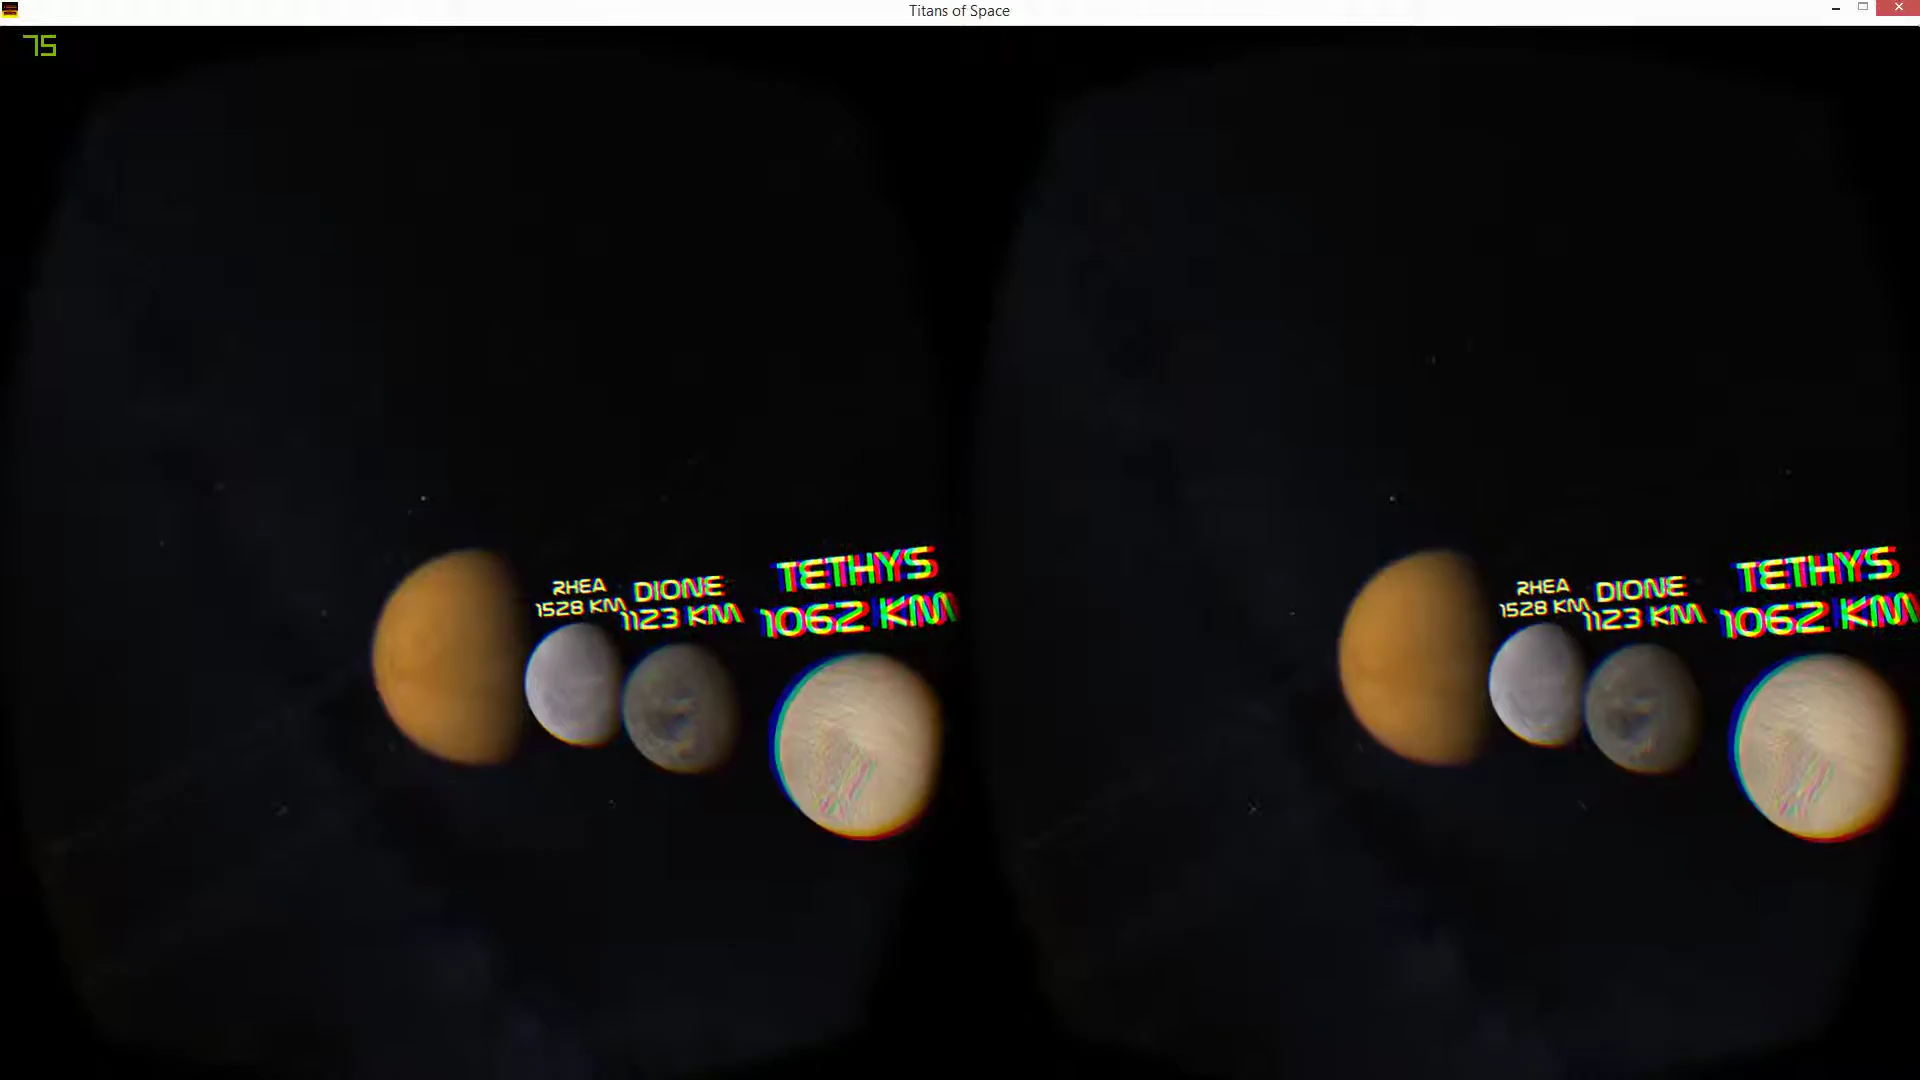 Titans of Space
75
RHEA
1528 KM
DIONE
1123 KM
TETHYS
1062 KM
RHEA
1528 KM
DIONE
1123 KM
TETHYS
1062 KM